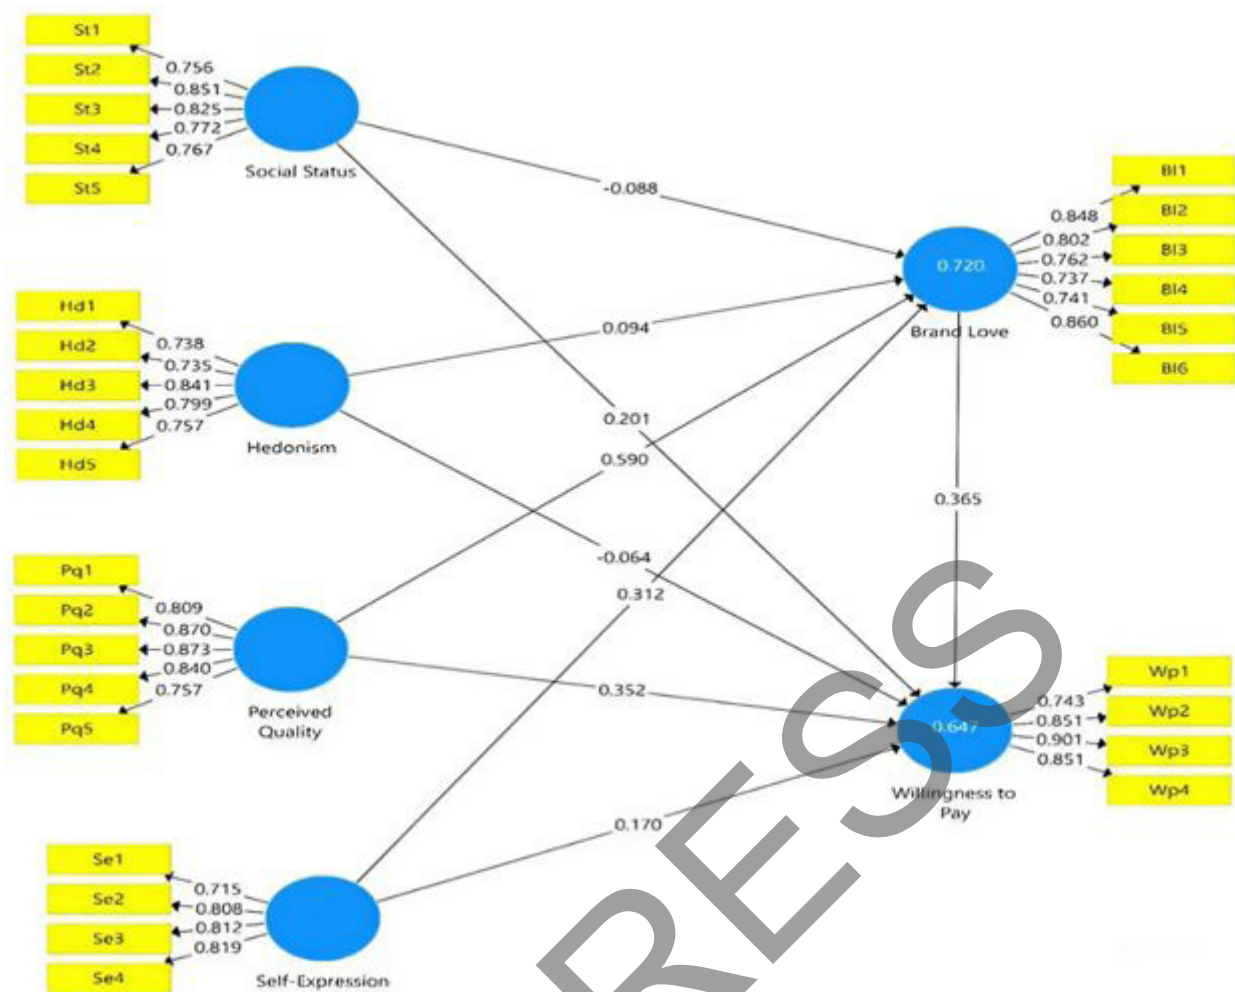 St1
0.756
St2
0.851
St3
0.825
0.772
St4
0.767
St5
Social Status
-0.088
Hd1
0.738
Hd2
0.735
Hd3
0.841
0.799
Hd4
0.757
Hd5
Hedonism
0.094
0.201
0.590
-0.064
0.312
Pq1
0.809
Pq2
0.870
Pq3
0.873
0.840
Pq4
0.757
Pq5
Perceived
Quality
0.352
Se1
0.715
Se2
0.808
Se3
0.812
0.819
Se4
Self-Expression
0.170
0.720
Brand Love
Bl1
0.848
Bl2
0.802
0.762
Bl3
0.737
Bl4
0.741
Bl5
0.860
Bl6
0.365
0.647
Willingness to
Pay
Wp1
0.743
Wp2
0.851
0.901
Wp3
0.851
Wp4
RESS